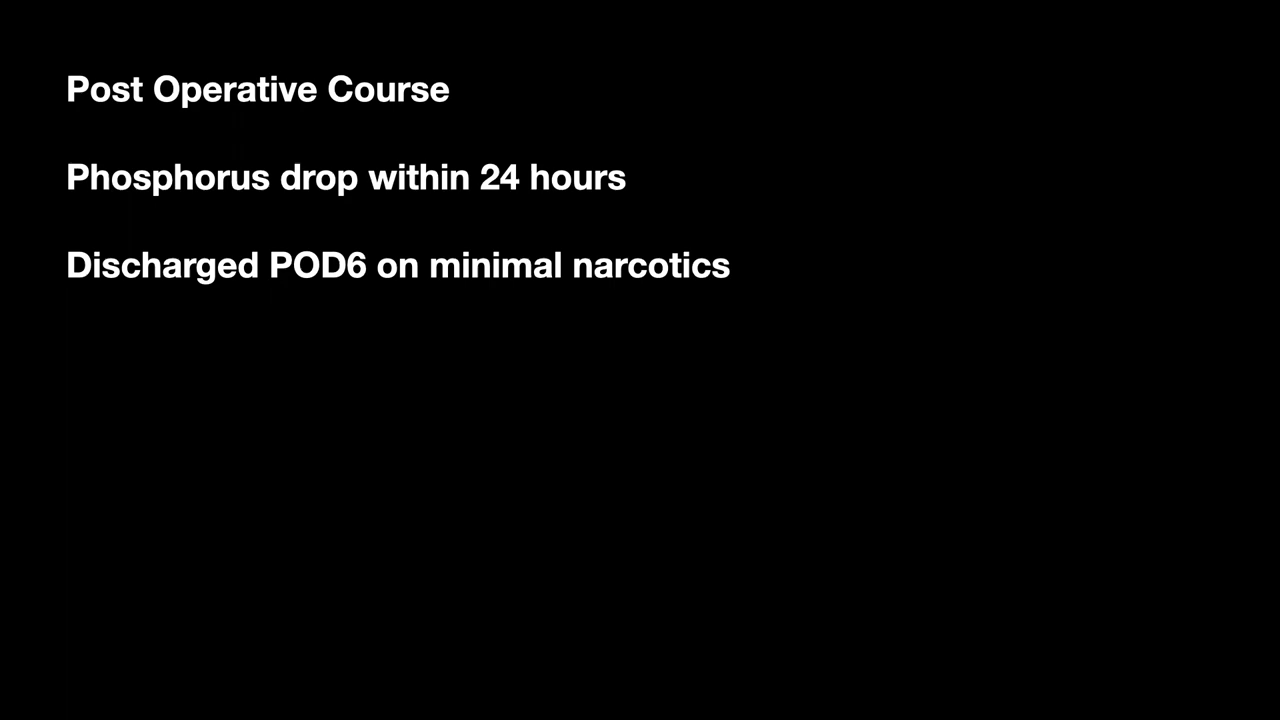 Post Operative Course
Phosphorus drop within 24 hours
Discharged POD6 on minimal narcotics